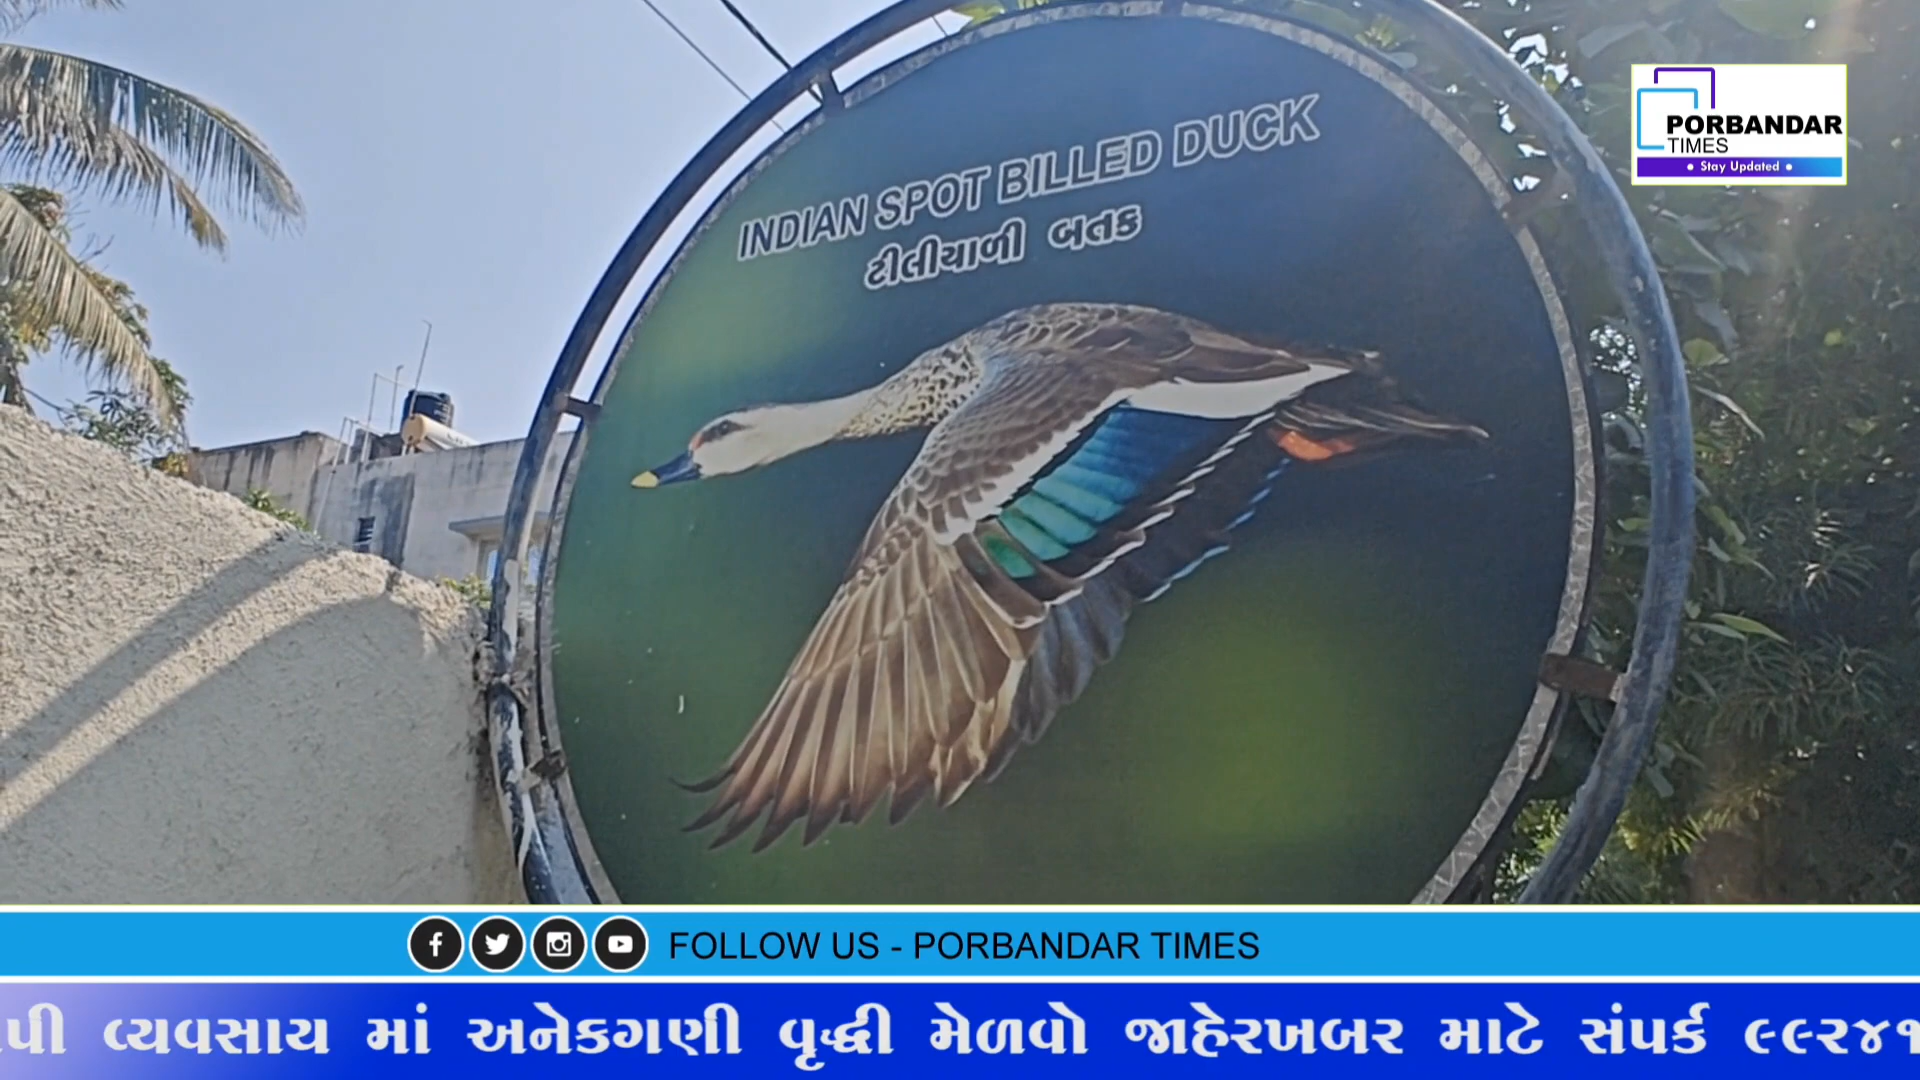 INDIAN SPOT BILLED DUCK
ટીલીયાળી બતક
PORBANDAR
TIMES
• Stay Updated •
FOLLOW US - PORBANDAR TIMES
વ્યવસાય માં અનેકગણી વૃદ્ધી મેળવો જાહેરખબર માટે સંપર્ક ૯૯૨૪૧